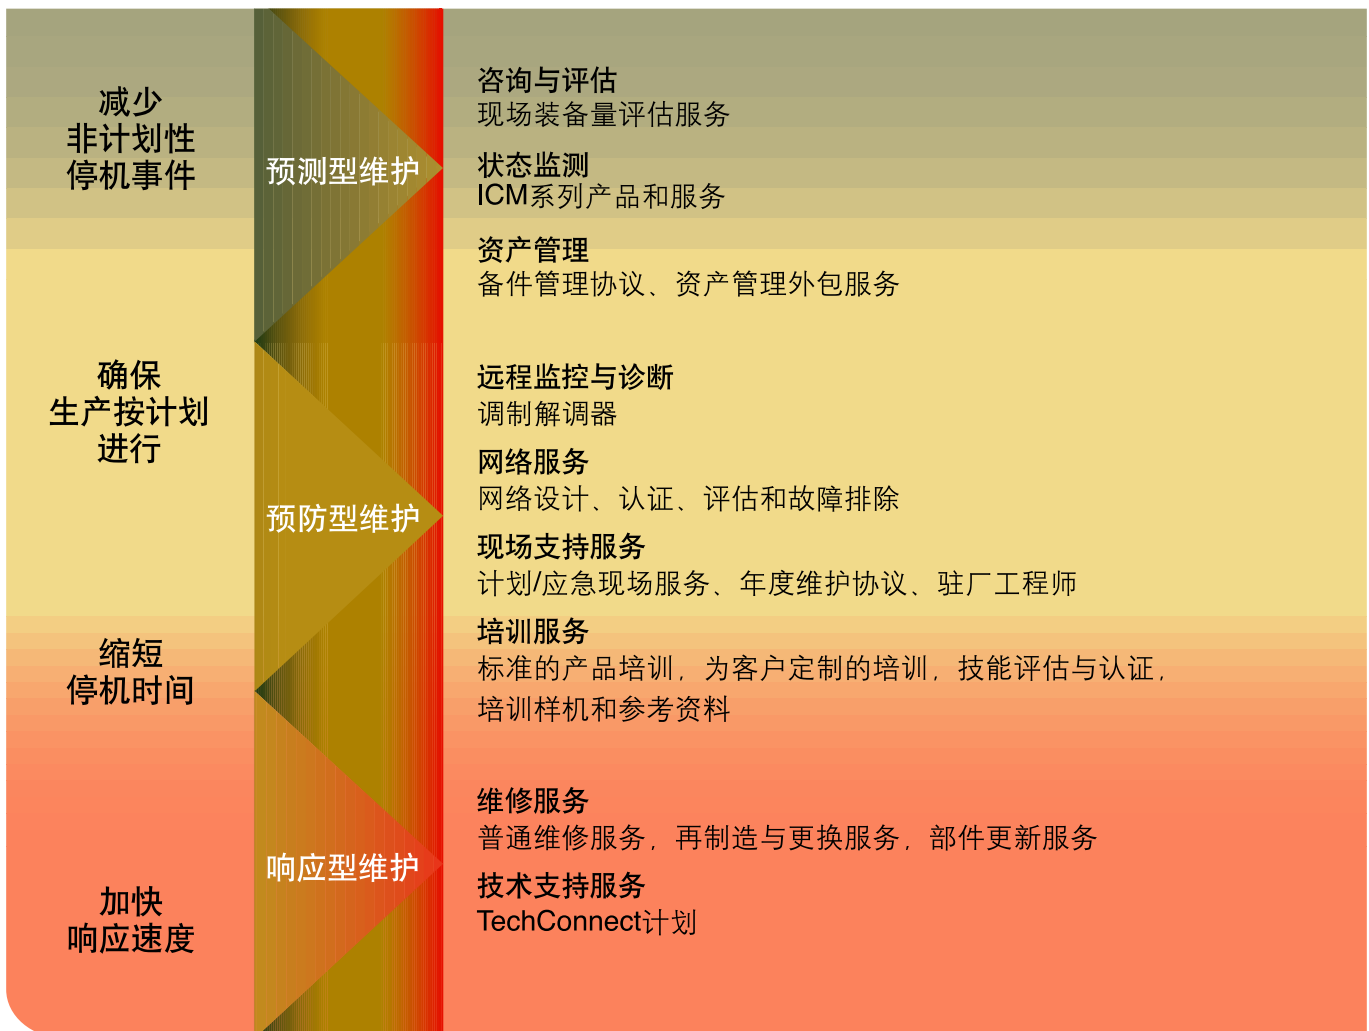 减少
非计划性
停机事件
预测型维护
咨询与评估
现场装备量评估服务
状态监测
ICM系列产品和服务
资产管理
备件管理协议、资产管理外包服务
确保
生产按计划
进行
预防型维护
远程监控与诊断
调制解调器
网络服务
网络设计、认证、评估和故障排除
现场支持服务
计划/应急现场服务、年度维护协议、驻厂工程师
培训服务
标准的产品培训，为客户定制的培训，技能评估与认证，
培训样机和参考资料
缩短
停机时间
响应型维护
维修服务
普通维修服务，再制造与更换服务，部件更新服务
技术支持服务
TechConnect计划
加快
响应速度